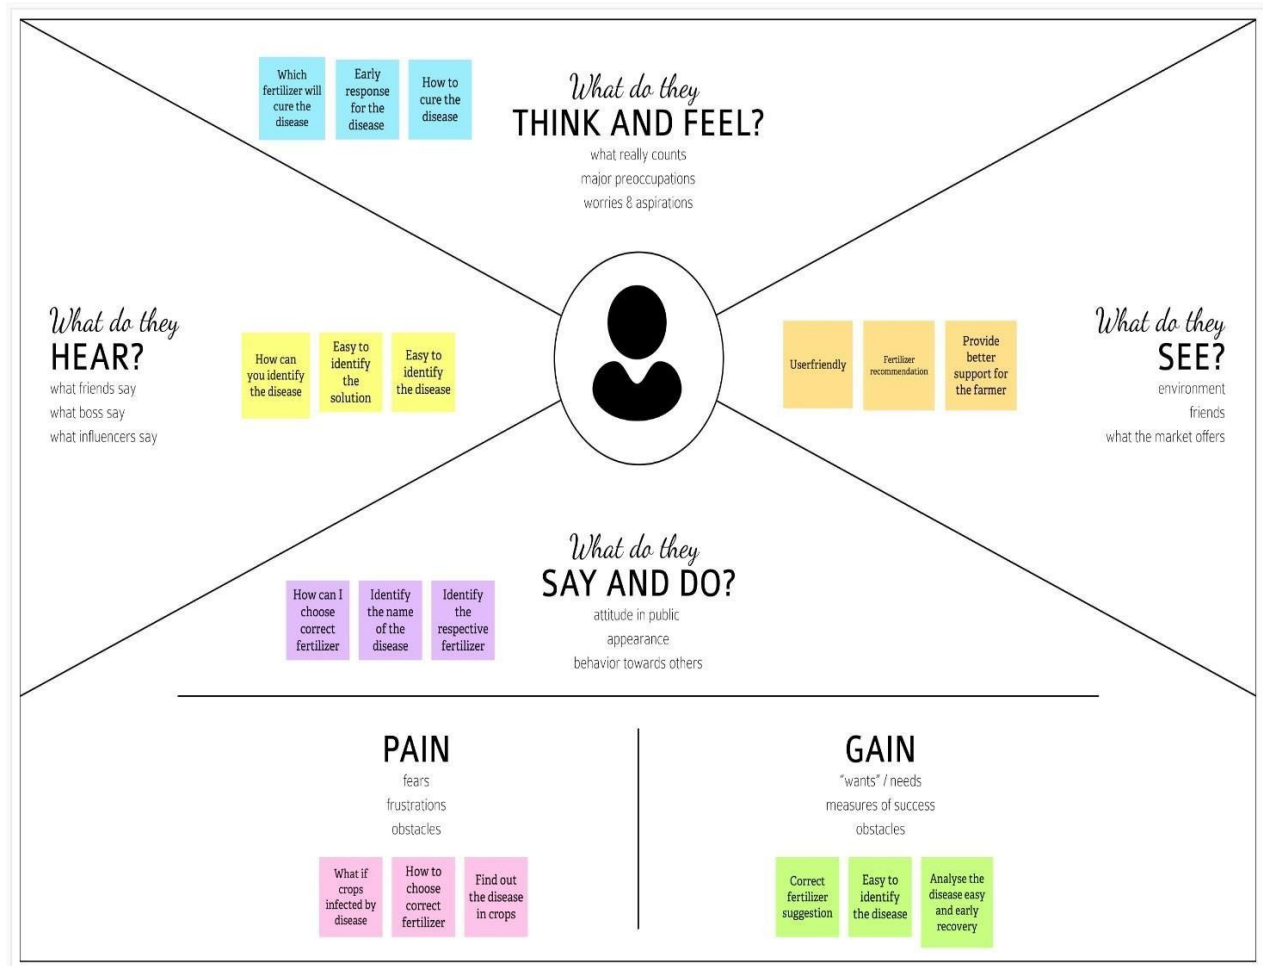 Which
fertilizer will
cure the
disease
Early
response
for the
disease
How to
cure the
disease
What do they
THINK AND FEEL?
what really counts
major preoccupations
worries & aspirations
What do they
HEAR?
what friends say
what boss say
what influencers say
How can
you identify
the disease
Easy to
identify
the
solution
Easy to
identify
the disease
Userfriendly
Fertilizer
recommendation
Provide
better
support for
the farmer
What do they
SEE?
environment
friends
what the market offers
What do they
SAY AND DO?
attitude in public
appearance
behavior towards others
How can I
choose
correct
fertilizer
Identify
the name
of the
disease
Identify
the
respective
fertilizer
PAIN
fears
frustrations
obstacles
What if
crops
infected by
disease
How to
choose
correct
fertilizer
Find out
the disease
in crops
GAIN
"wants" / needs
measures of success
obstacles
Correct
fertilizer
suggestion
Easy to
identify
the disease
Analyse the
disease easy
and early
recovery